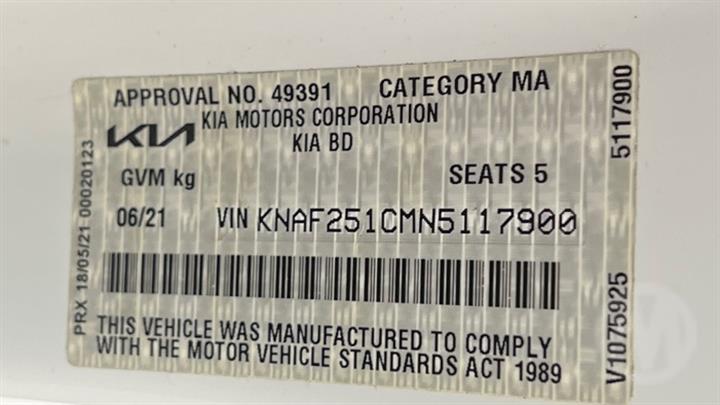 APPROVAL NO. 49391 CATEGORY MA
KIA KIA MOTORS CORPORATION
KIA BD
GVM kg SEATS 5
06/21 VIN KNAF251CMN5117900
THIS VEHICLE WAS MANUFACTURED TO COMPLY
WITH THE MOTOR VEHICLE STANDARDS ACT 1989
PRX 18/05/21 00020123
5117900
V1075925
M